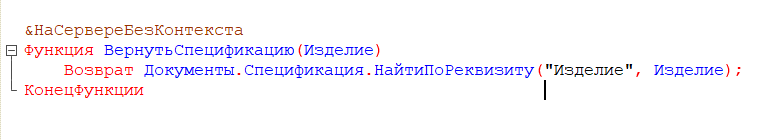 &НаСервереБезКонтекста
Функция ВернутьСпецификацию(Изделие)
Возврат Документы.Спецификация.НайтиПоРеквизиту("Изделие", Изделие);
КонецФункции